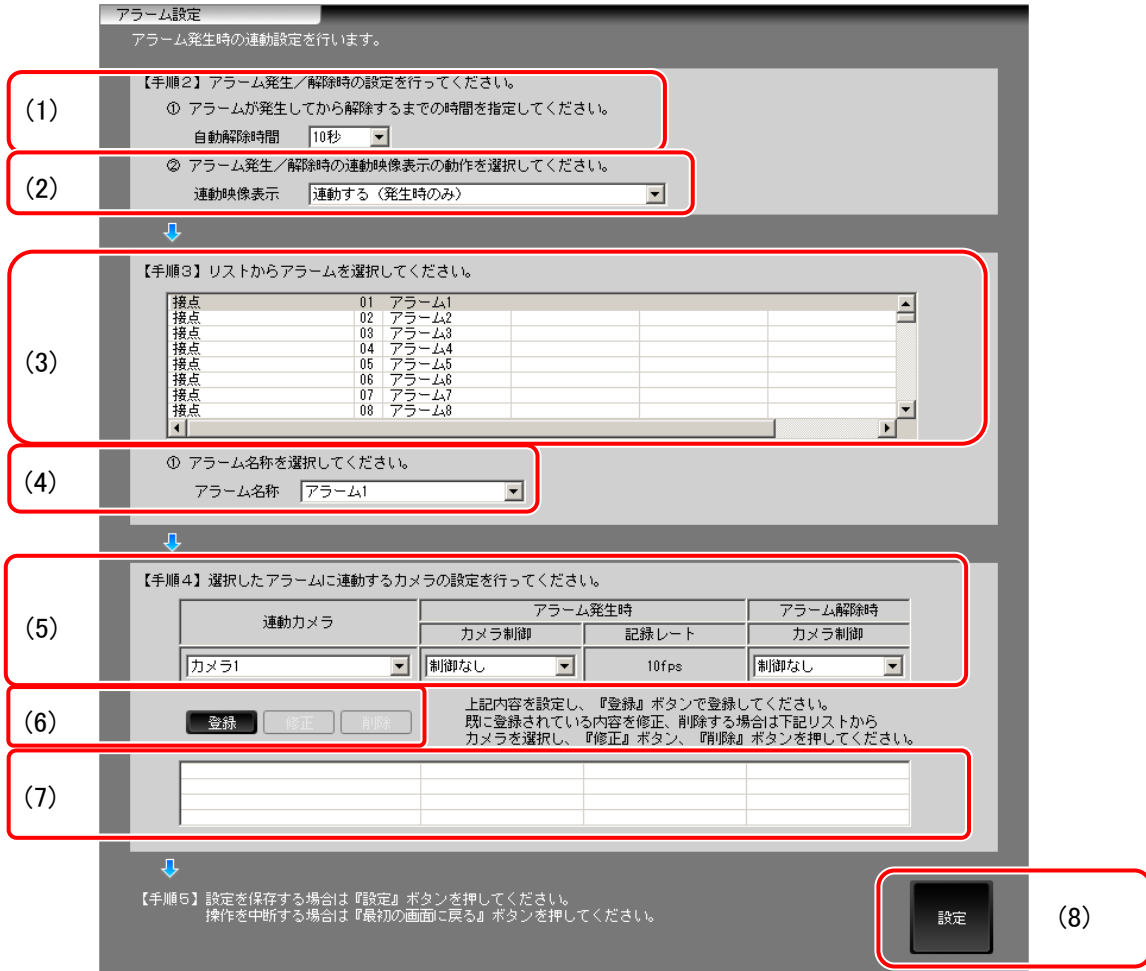 アラーム設定
アラーム発生時の連動設定を行います。
【手順2】アラーム発生/解除時の設定を行ってください。
(1)
① アラームが発生してから解除するまでの時間を指定してください。
自動解除時間 10秒
② アラーム発生/解除時の連動映像表示の動作を選択してください。
(2)
連動映像表示 連動する(発生時のみ)
【手順3】リストからアラームを選択してください。
接点 01 アラーム1
接点 02 アラーム2
接点 03 アラーム3
接点 04 アラーム4
(3)
接点 05 アラーム5
接点 06 アラーム6
接点 07 アラーム7
接点 08 アラーム8
① アラーム名称を選択してください。
(4)
アラーム名称 アラーム1
【手順4】選択したアラームに連動するカメラの設定を行ってください。
(5)
連動カメラ アラーム発生時 アラーム解除時
カメラ制御 記録レート カメラ制御
カメラ1 制御なし 10fps 制御なし
(6)
登録 修正 削除
上記内容を設定し、『登録』ボタンで登録してください。
既に登録されている内容を修正、削除する場合は下記リストから
カメラを選択し、『修正』ボタン、『削除』ボタンを押してください。
(7)
【手順5】設定を保存する場合は『設定』ボタンを押してください。
操作を中断する場合は『最初の画面に戻る』ボタンを押してください。
設定
(8)